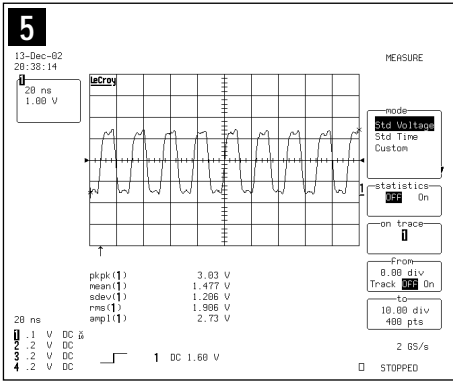 5
13-Dec-02
20:38:14
MEASURE
1
20 ns
1.00 V
LeCroy
mode
Std Voltage
Std Time
Custom
1
statistics
OFF On
on trace
1
from
0.00 div
Track OFF On
to
10.00 div
400 pts
pkpk(1) 3.03 V
mean(1) 1.477 V
sdev(1) 1.206 V
rms(1) 1.906 V
ampl(1) 2.73 V
20 ns
1 .1 V DC X10
2 .2 V DC
3 .2 V DC
4 .2 V DC
1 DC 1.60 V
2 GS/s
STOPPED